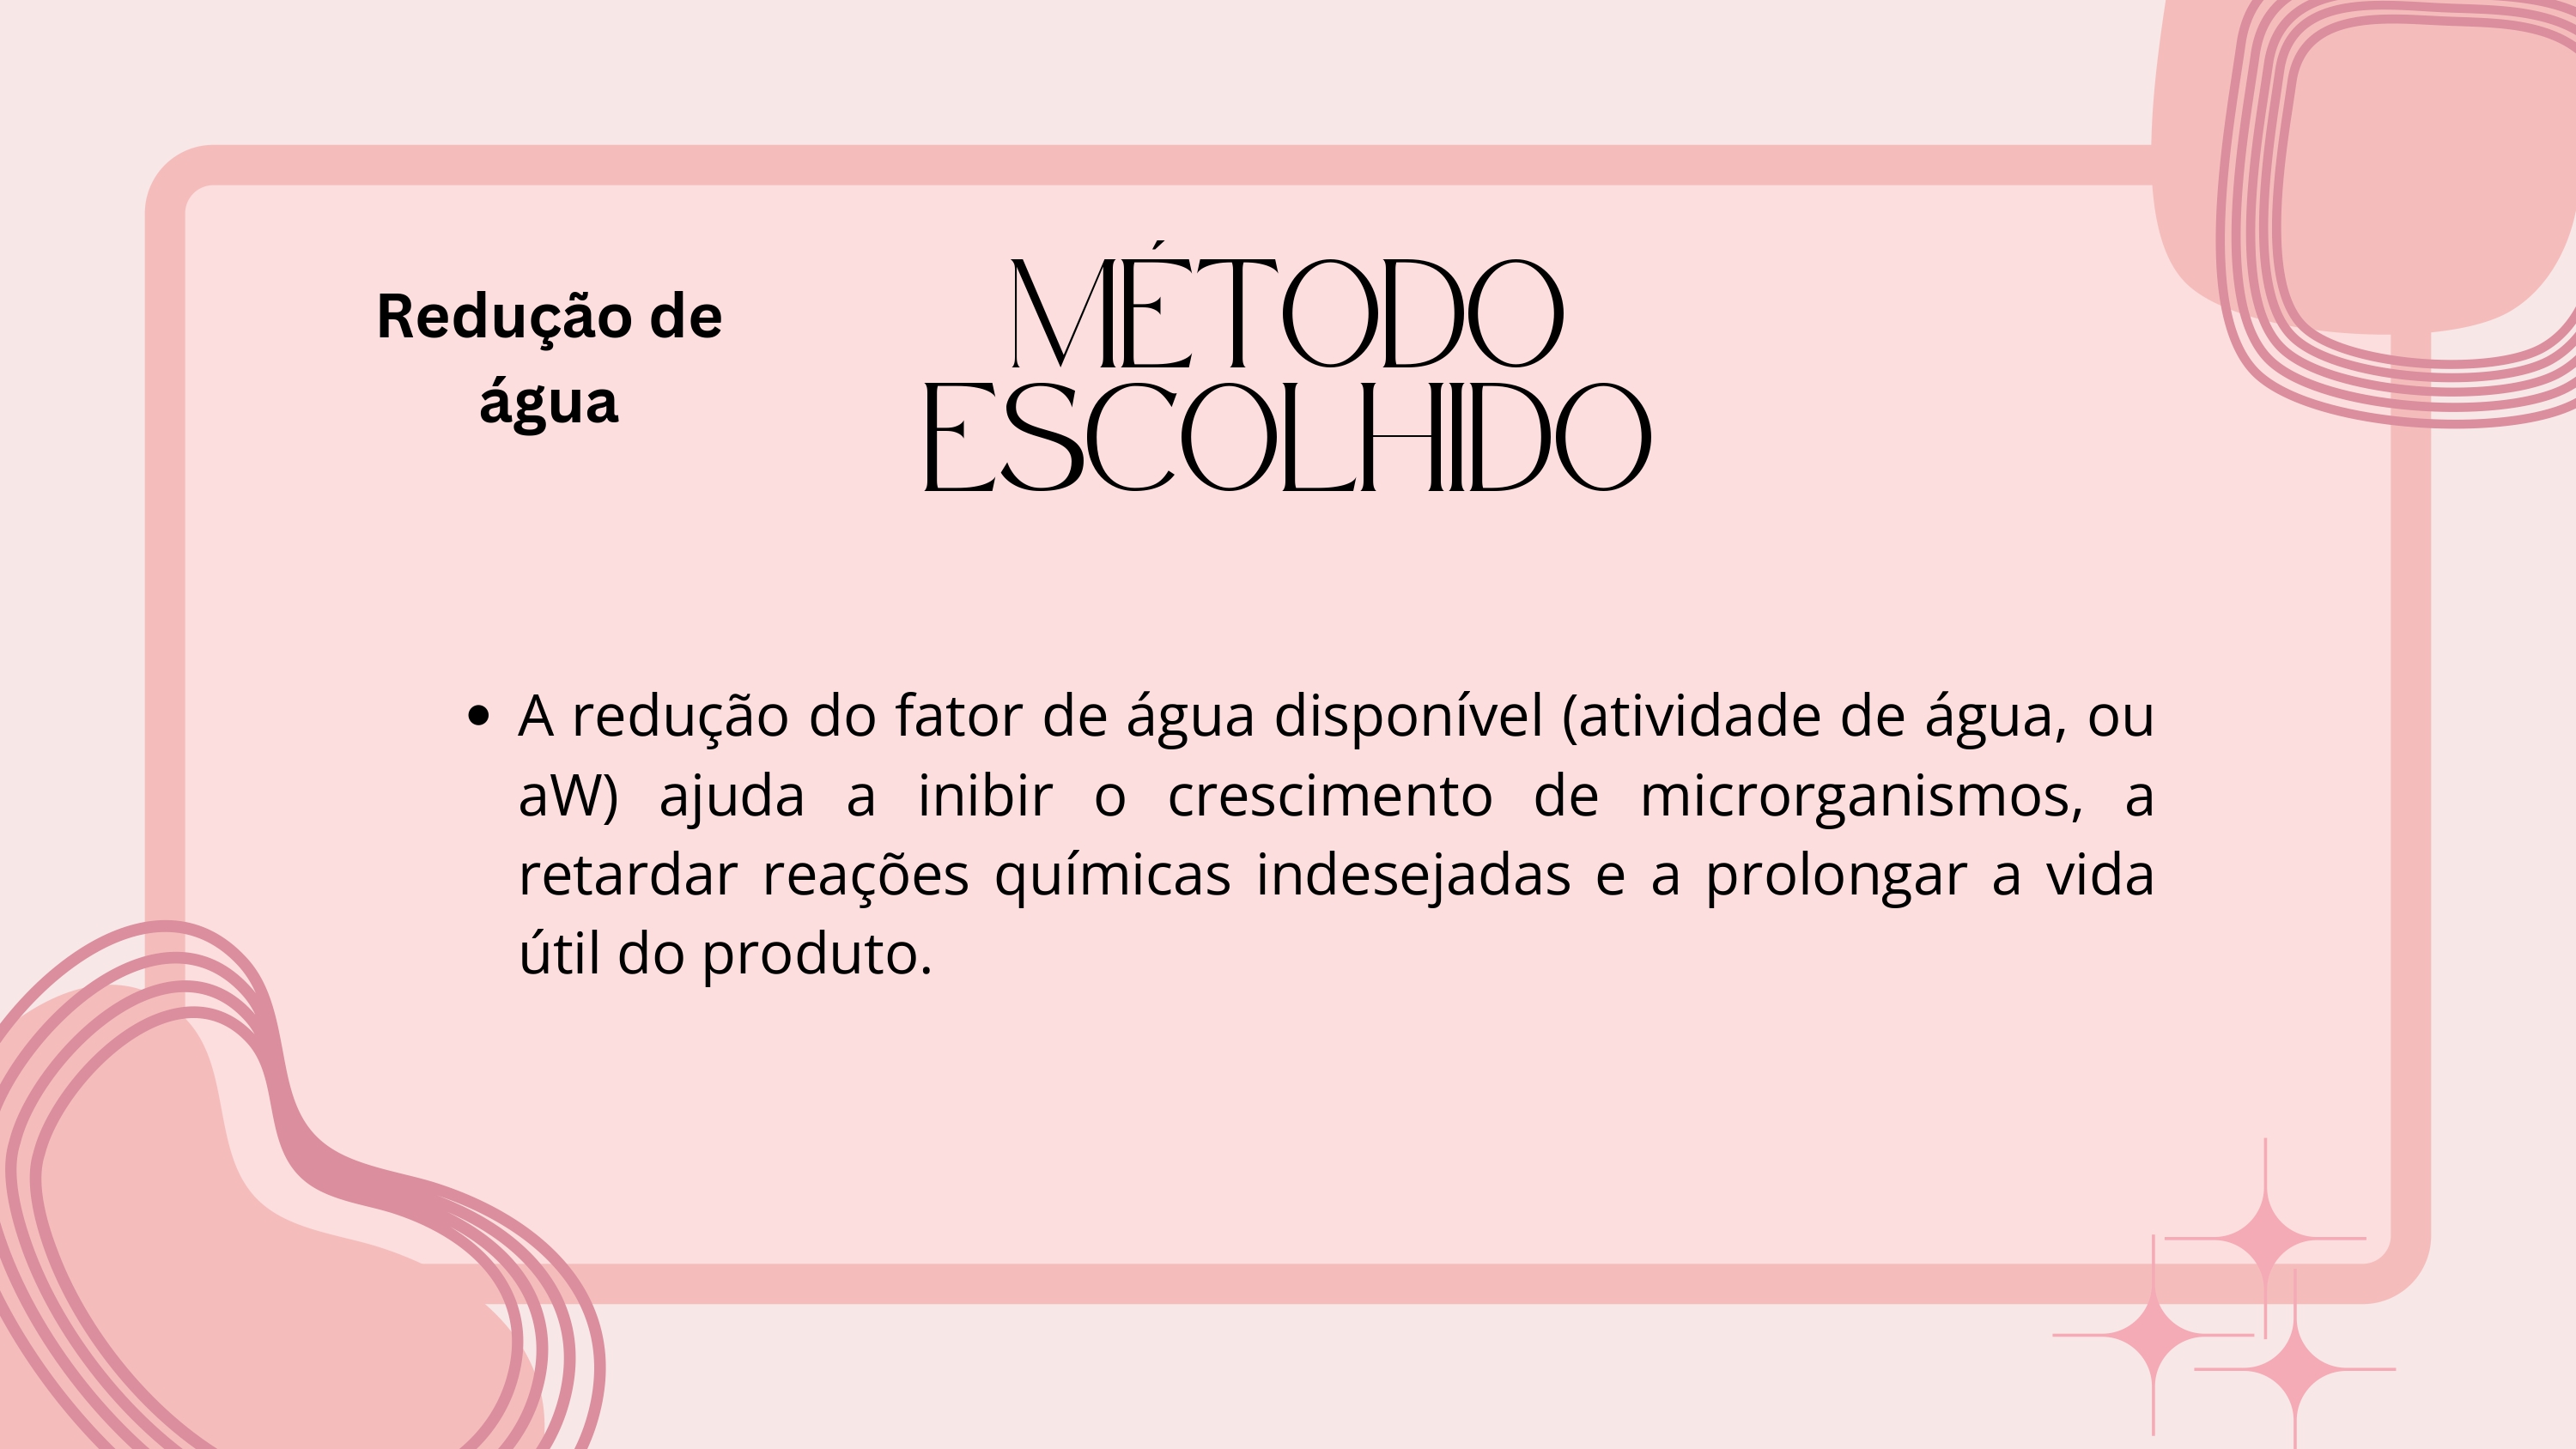 Redução de
água
MÉTODO
ESCOLHIDO
• A redução do fator de água disponível (atividade de água, ou
aW) ajuda a inibir o crescimento de microrganismos, a
retardar reações químicas indesejadas e a prolongar a vida
útil do produto.